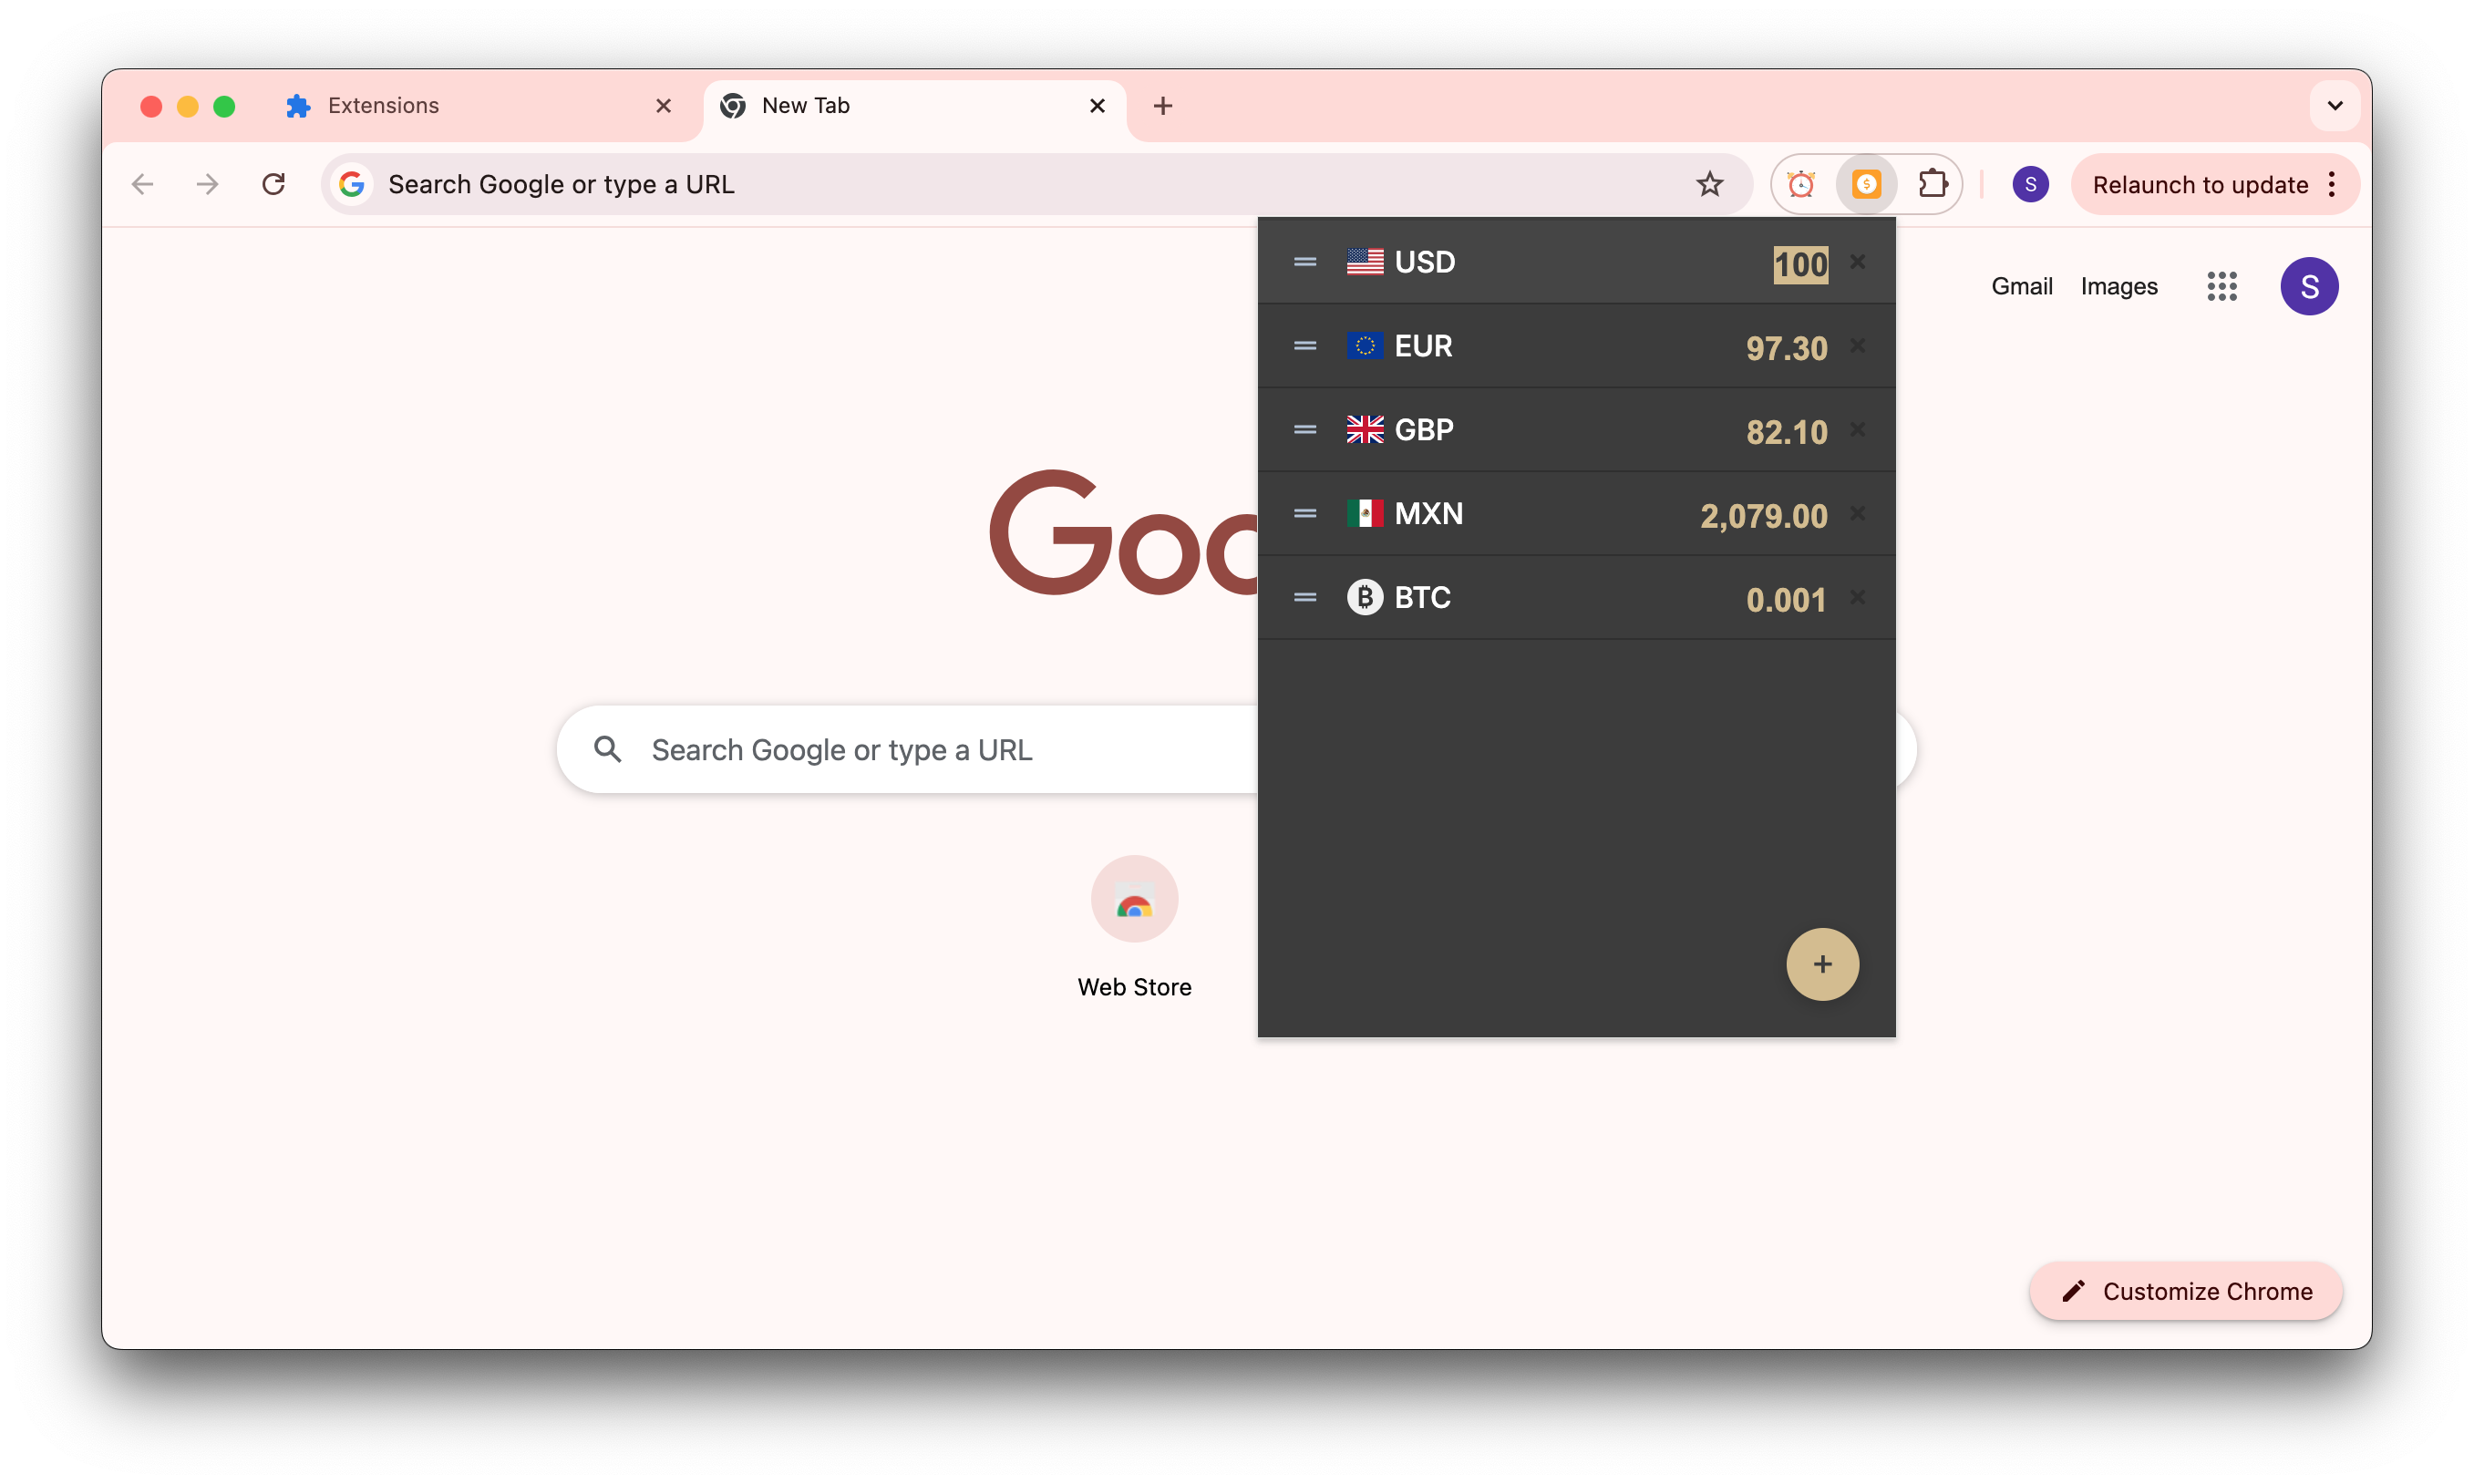 Extensions
New Tab
Search Google or type a URL
$
S
Relaunch to update
USD 100
Gmail Images
S
EUR 97.30
GBP 82.10
Goo
MXN 2,079.00
BTC 0.001
Search Google or type a URL
Web Store
Customize Chrome